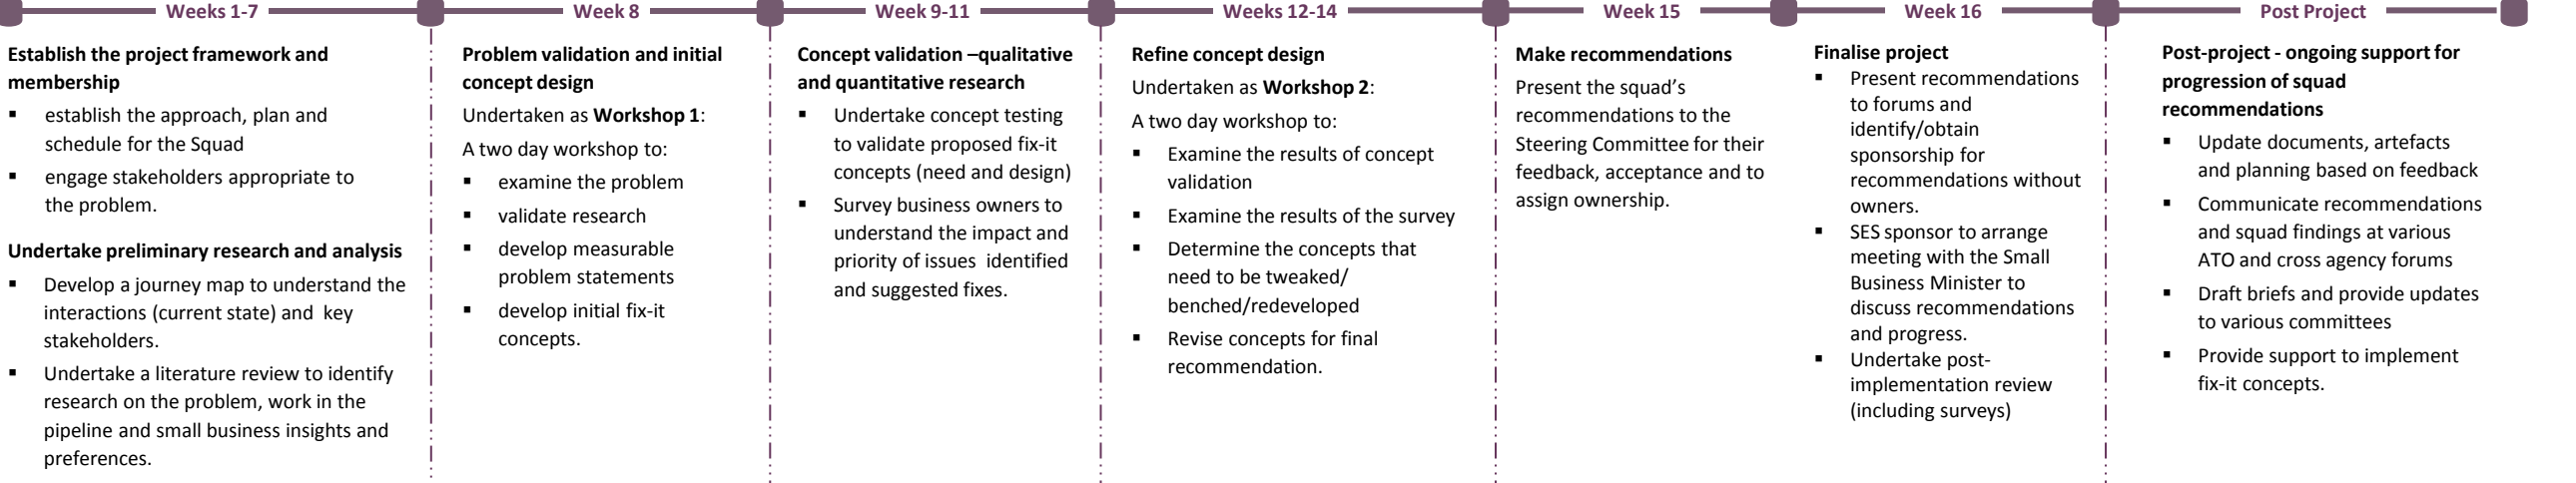 Weeks 1-7
Establish the project framework and
membership
▪ establish the approach, plan and
schedule for the Squad
▪ engage stakeholders appropriate to
the problem.
Undertake preliminary research and analysis
▪ Develop a journey map to understand the
interactions (current state) and  key
stakeholders.
▪ Undertake a literature review to identify
research on the problem, work in the
pipeline and small business insights and
preferences.
Week 8
Problem validation and initial
concept design
Undertaken as Workshop 1:
A two day workshop to:
▪ examine the problem
▪ validate research
▪ develop measurable
problem statements
▪ develop initial fix-it
concepts.
Week 9-11
Concept validation –qualitative
and quantitative research
▪ Undertake concept testing
to validate proposed fix-it
concepts (need and design)
▪ Survey business owners to
understand the impact and
priority of issues  identified
and suggested fixes.
Weeks 12-14
Refine concept design
Undertaken as Workshop 2:
A two day workshop to:
▪ Examine the results of concept
validation
▪ Examine the results of the survey
▪ Determine the concepts that
need to be tweaked/
benched/redeveloped
▪ Revise concepts for final
recommendation.
Week 15
Make recommendations
Present the squad's
recommendations to the
Steering Committee for their
feedback, acceptance and to
assign ownership.
Week 16
Finalise project
▪ Present recommendations
to forums and
identify/obtain
sponsorship for
recommendations without
owners.
▪ SES sponsor to arrange
meeting with the Small
Business Minister to
discuss recommendations
and progress.
▪ Undertake post-
implementation review
(including surveys)
Post Project
Post-project - ongoing support for
progression of squad
recommendations
▪ Update documents, artefacts
and planning based on feedback
▪ Communicate recommendations
and squad findings at various
ATO and cross agency forums
▪ Draft briefs and provide updates
to various committees
▪ Provide support to implement
fix-it concepts.